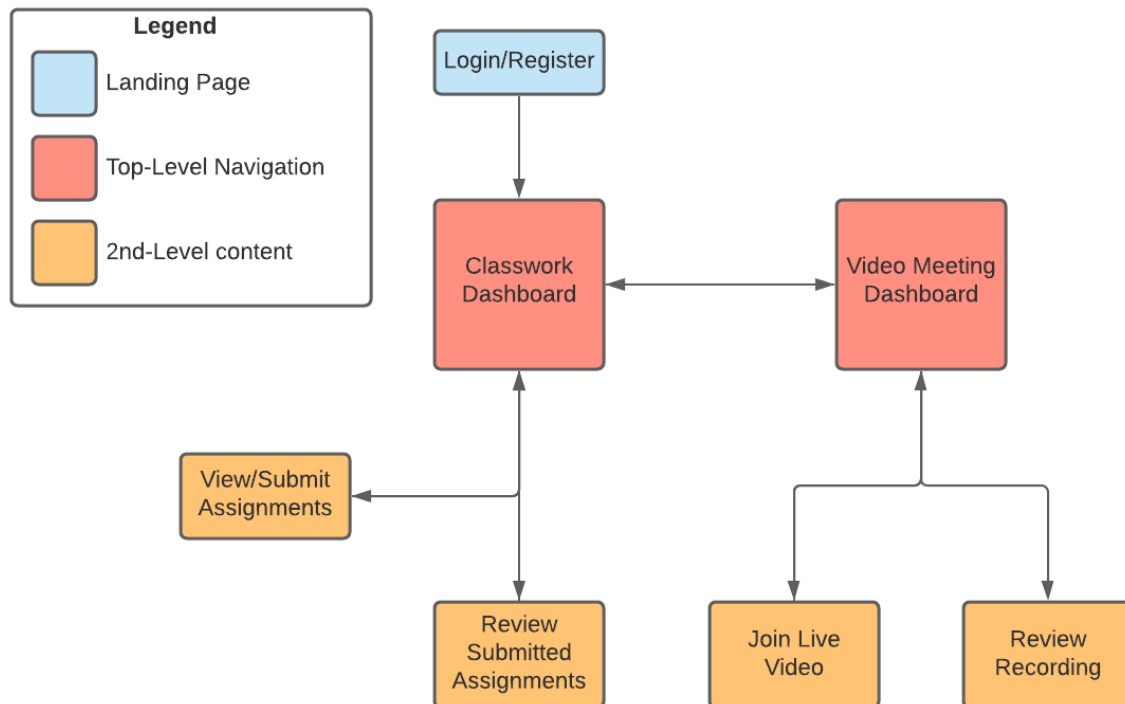 Legend
Landing Page
Top-Level Navigation
2nd-Level content
Login/Register
Classwork
Dashboard
Video Meeting
Dashboard
View/Submit
Assignments
Review
Submitted
Assignments
Join Live
Video
Review
Recording